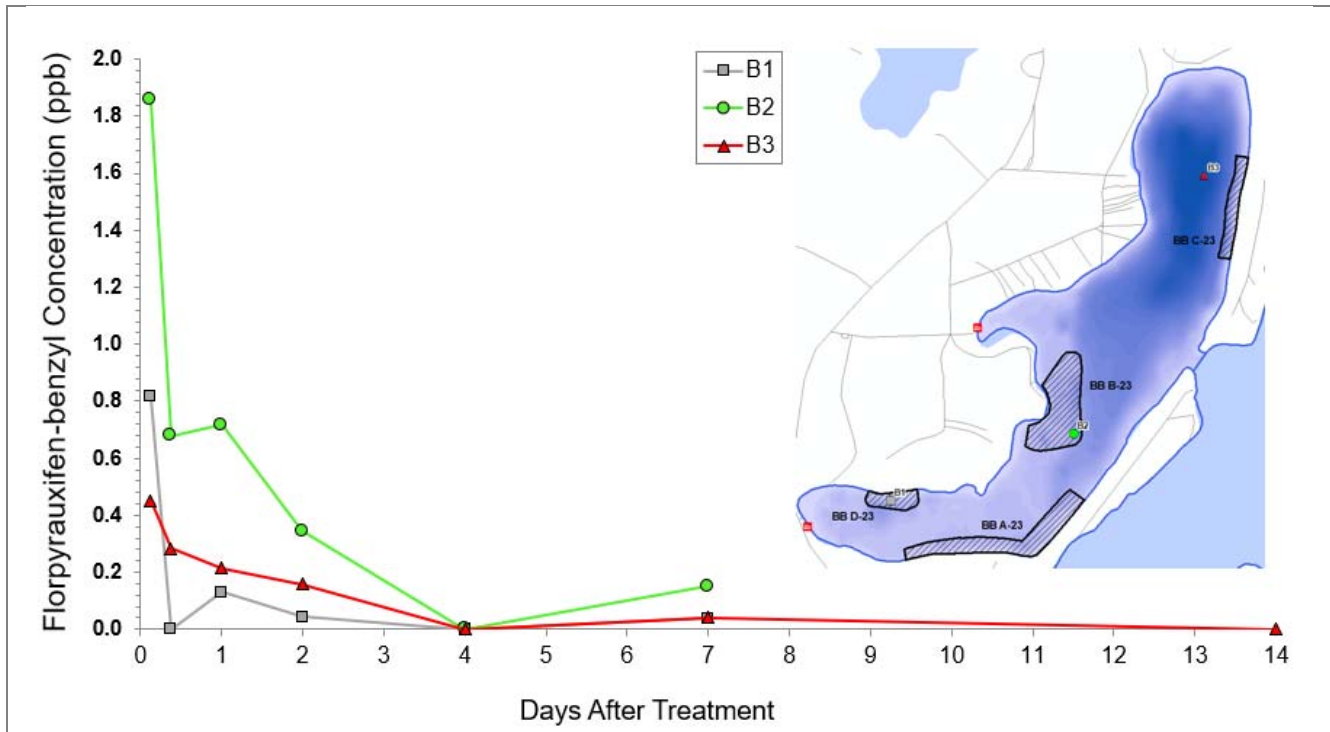 Florpyrauxifen-benzyl Concentration (ppb)
2.0
1.8
1.6
1.4
1.2
1.0
0.8
0.6
0.4
0.2
0.0
0 1 2 3 4 5 6 7 8 9 10 11 12 13 14
Days After Treatment
B1
B2
B3
B3
BB C-23
BB B-23
B2
B1
BB D-23
BB A-23